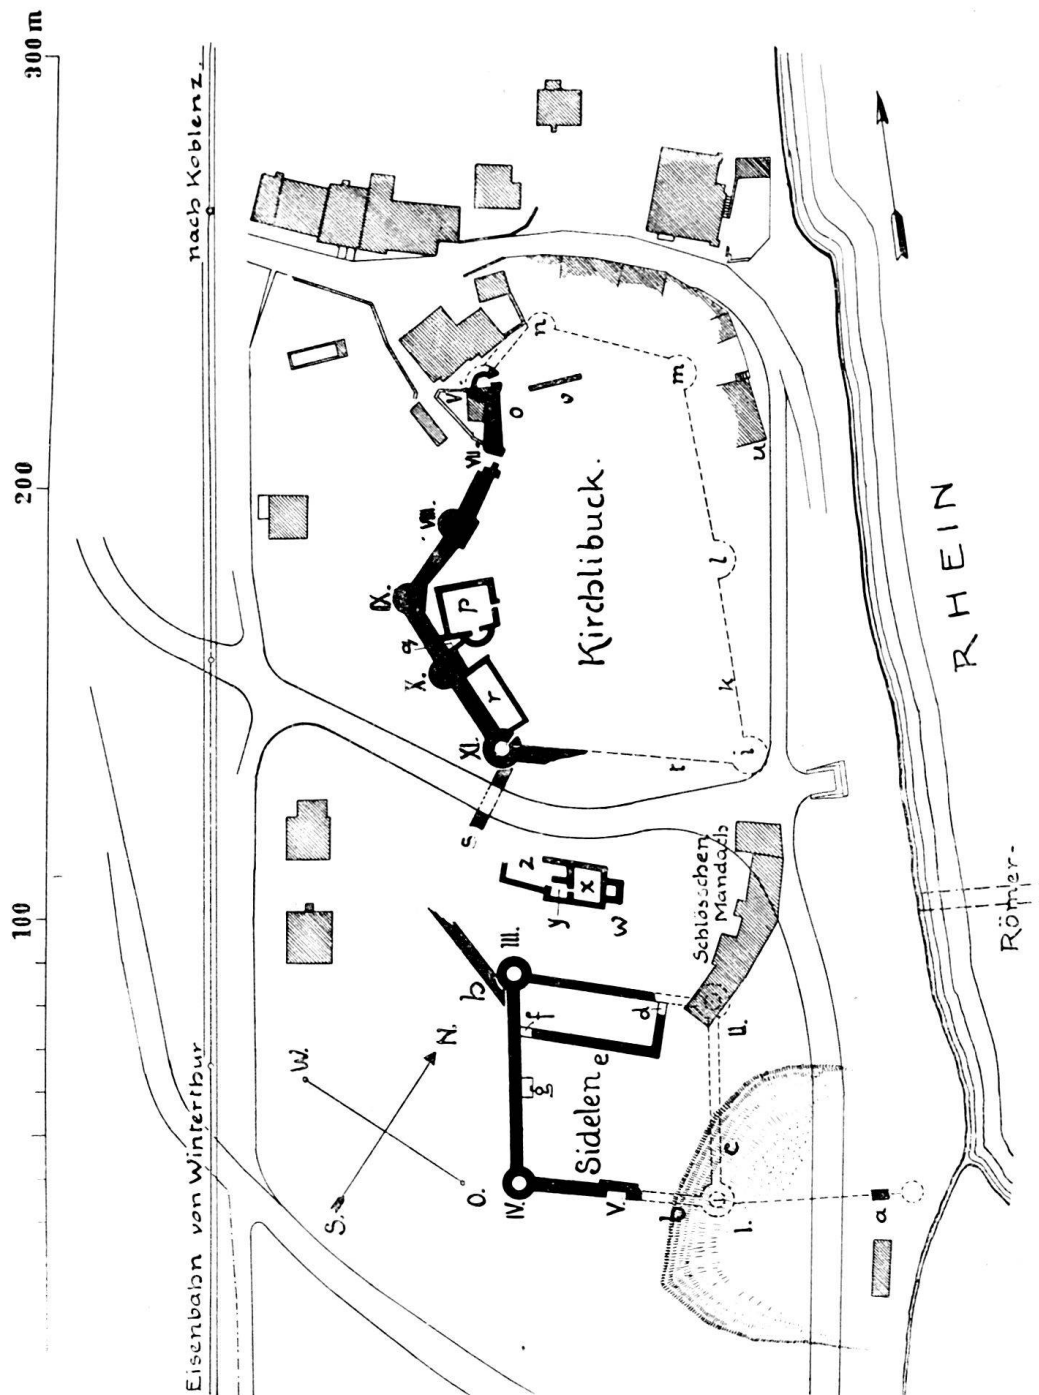 300 m
200
100
nach Koblenz.
Eisenbahn von Winterthur
RHEIN
Römer-
Kirchlibuck.
Sidelen
Schlösschen
Mandach
W.
N.
S.
O.
I.
II.
III.
IV.
V.
V
VII.
VIII.
IX.
X.
XI.
a
b
c
d
e
f
g
h
i
k
l
m
n
o
p
q
r
s
t
u
v
w
x
y
z